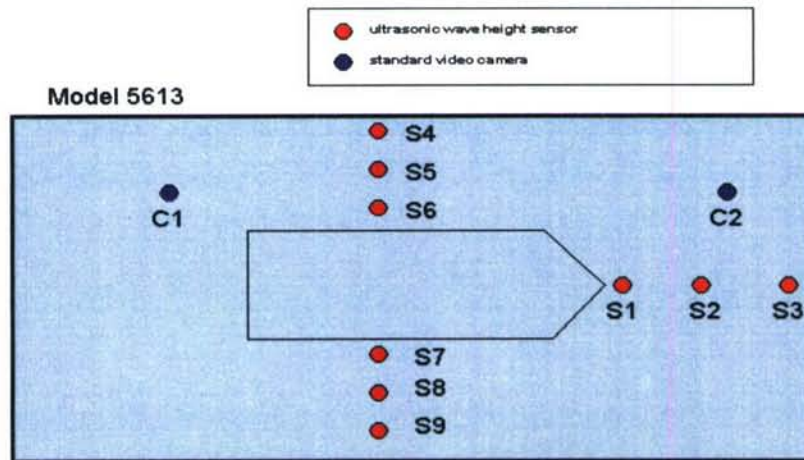 ultrasonic wave height sensor
standard video camera
Model 5613
S4
S5
S6
C1
C2
S1 S2 S3
S7
S8
S9